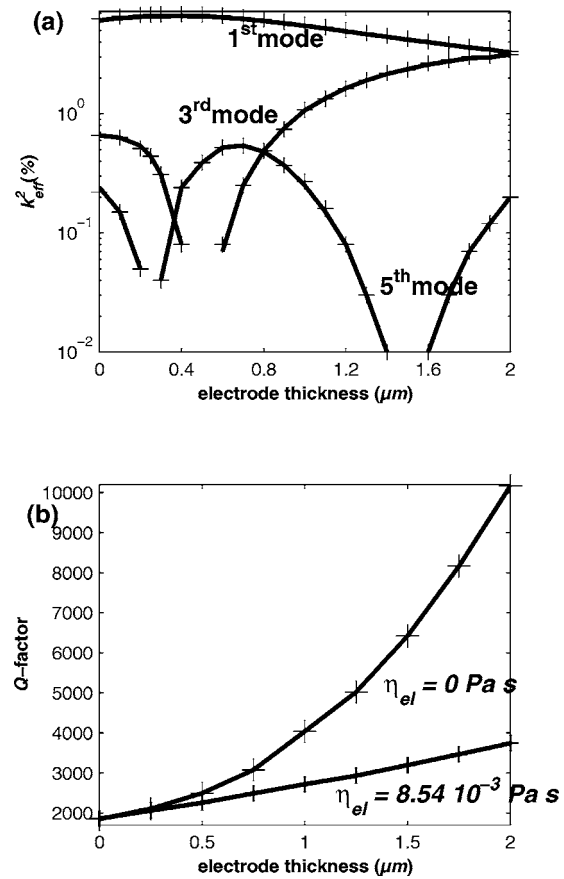 (a)
1st mode
3rd mode
5th mode
k2eff (%)
10^0
10^-1
10^-2
0 0.4 0.8 1.2 1.6 2
electrode thickness (μm)
(b)
10000
9000
8000
7000
6000
5000
4000
3000
2000
Q-factor
ηel = 0 Pa s
ηel = 8.54 10^-3 Pa s
0 0.5 1 1.5 2
electrode thickness (μm)